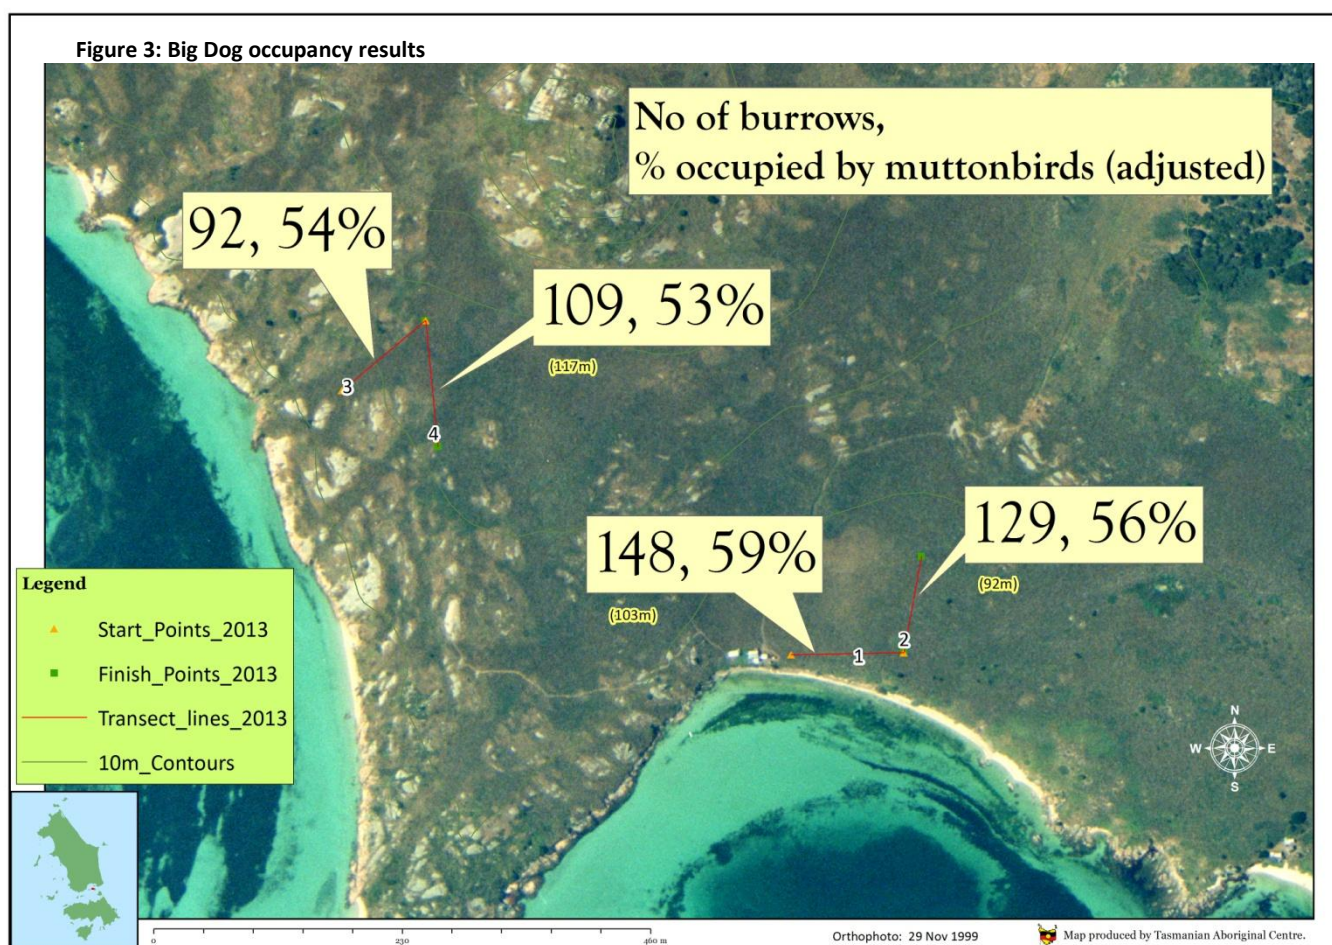 Figure 3: Big Dog occupancy results
No of burrows,
% occupied by muttonbirds (adjusted)
92, 54%
109, 53%
(117m)
3
4
148, 59%
(103m)
129, 56%
(92m)
2
1
Legend
Start_Points_2013
Finish_Points_2013
Transect_lines_2013
10m_Contours
N
W
E
S
0
230
460 m
Orthophoto: 29 Nov 1999
Map produced by Tasmanian Aboriginal Centre.